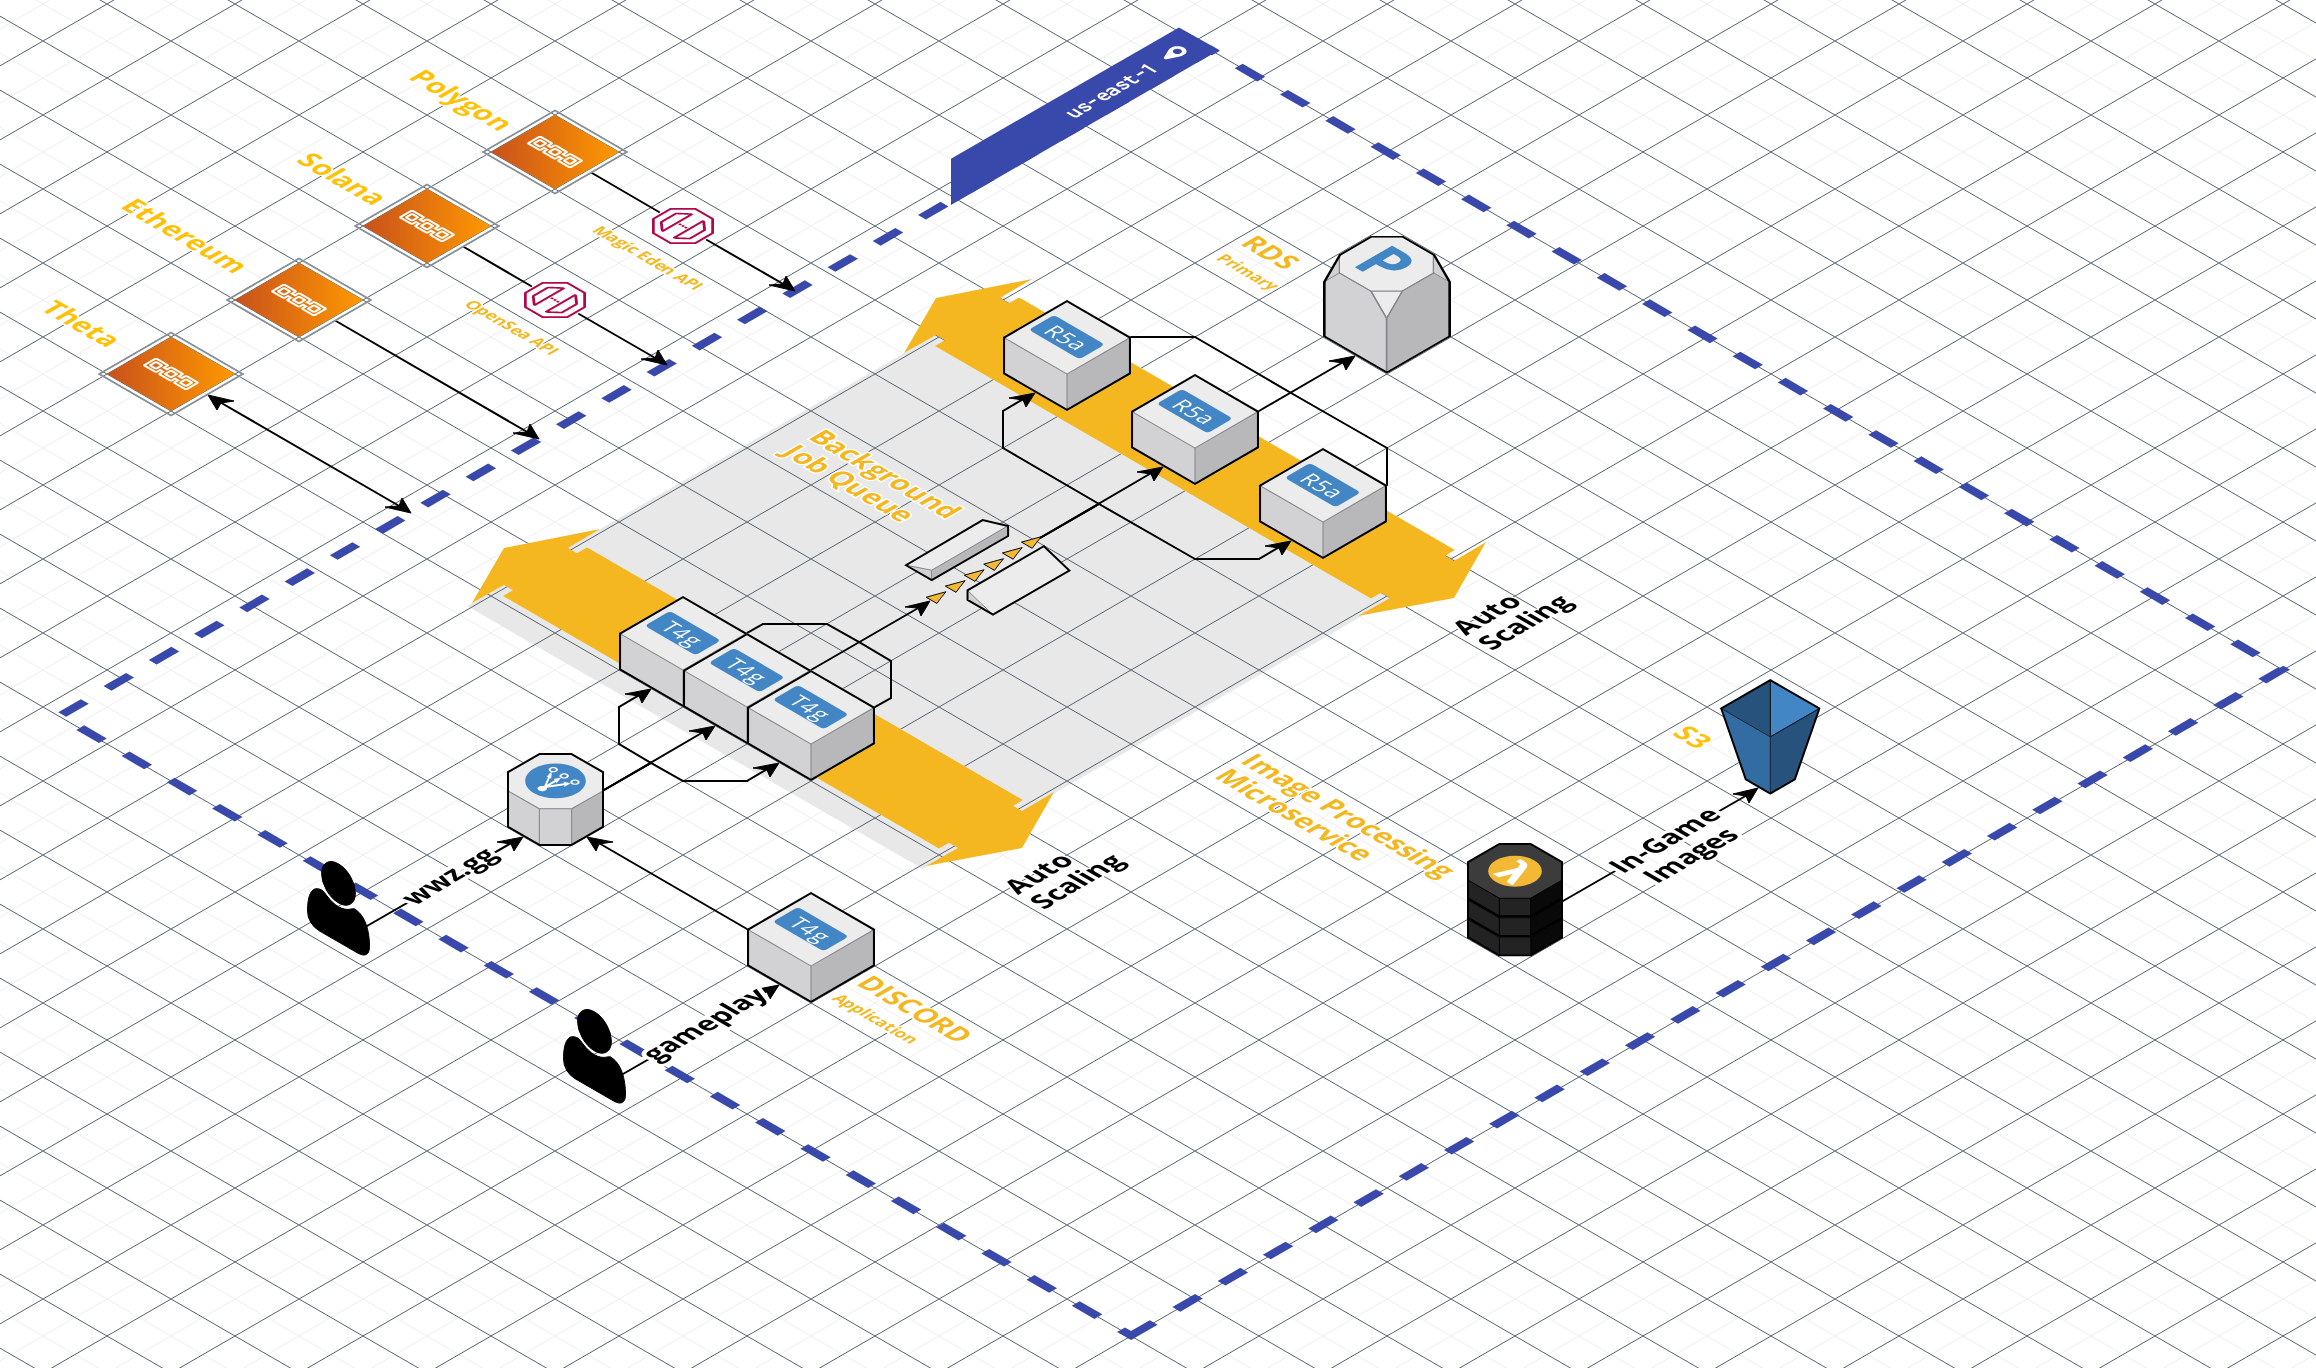 us-east-1
Polygon
Solana
Ethereum
Theta
Magic Eden API
OpenSea API
RDS
Primary
P
R5a
R5a
R5a
Background
Job Queue
Auto
Scaling
T4g
T4g
T4g
Auto
Scaling
S3
Image Processing
Microservice
In-Game
Images
λ
wwz.gg
T4g
DISCORD
Application
gameplay